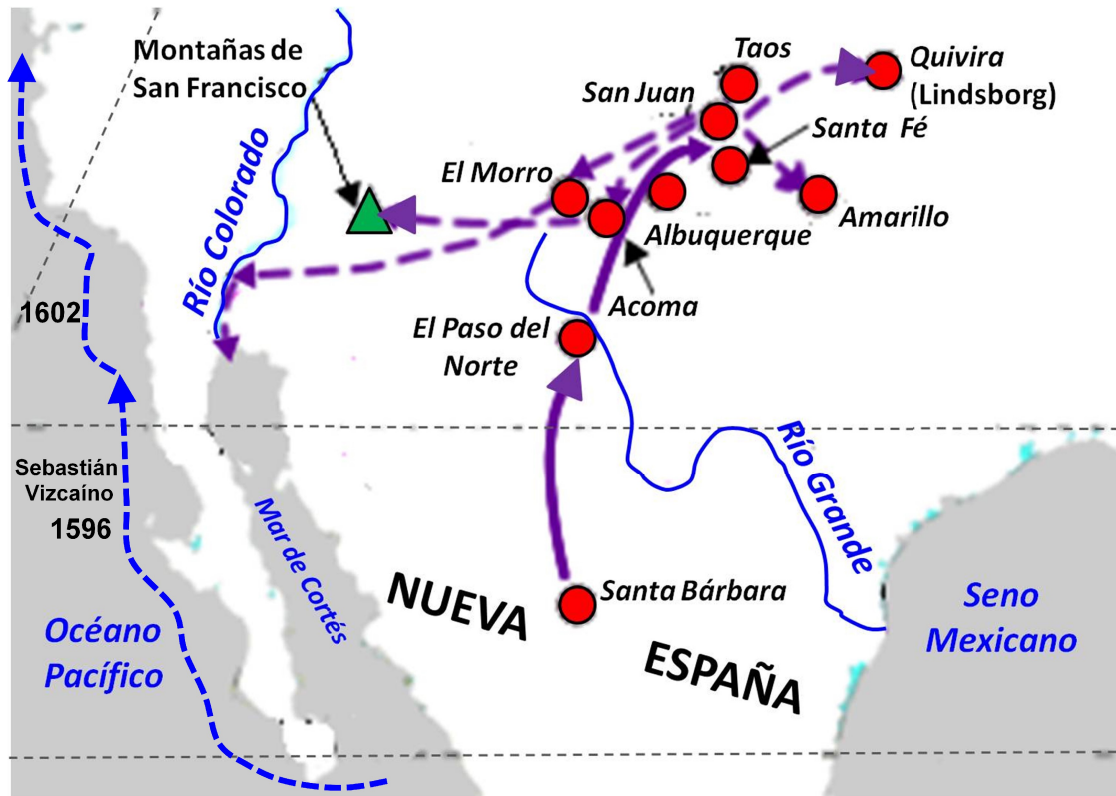 Montañas de
San Francisco
Taos
Quivira
(Lindsborg)
San Juan
Santa Fé
El Morro
Amarillo
Albuquerque
Río Colorado
Acoma
1602
El Paso del
Norte
Sebastián
Vizcaíno
1596
Río Grande
Mar de Cortés
NUEVA
ESPAÑA
Santa Bárbara
Océano
Pacífico
Seno
Mexicano